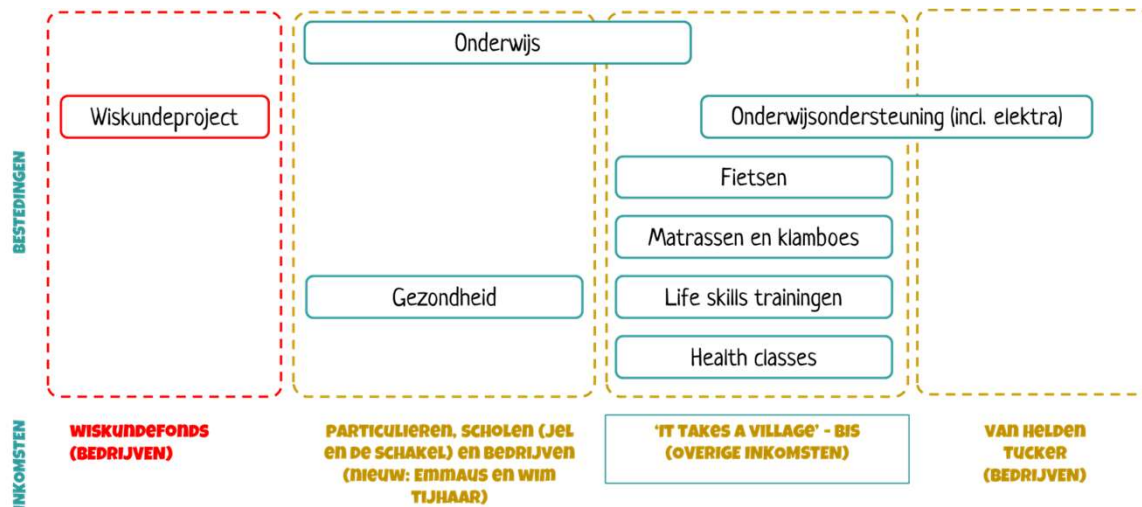 Onderwijs
Wiskundeproject
Onderwijsondersteuning (incl. elektra)
Fietsen
Matrassen en klamboes
Gezondheid
Life skills trainingen
Health classes
BESTEDINGEN
INKOMSTEN
WISKUNDEFONDS
(BEDRIJVEN)
PARTICULIEREN, SCHOLEN (JEL
EN DE SCHAKEL) EN BEDRIJVEN
(NIEUW: EMMAUS EN WIM
TIJHAAR)
'IT TAKES A VILLAGE' - BIS
(OVERIGE INKOMSTEN)
VAN HELDEN
TUCKER
(BEDRIJVEN)